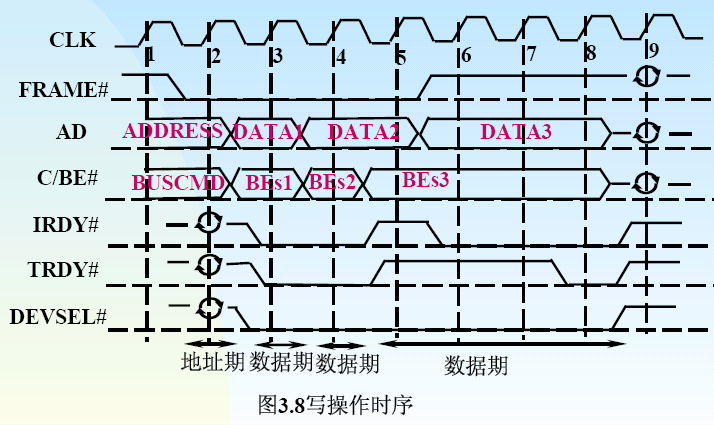 CLK
1 2 3 4 5 6 7 8 9
FRAME#
AD ADDRESS DATA1 DATA2 DATA3
C/BE# BUSCMD BEs1 BEs2 BEs3
IRDY#
TRDY#
DEVSEL#
地址期 数据期 数据期 数据期
图3.8写操作时序